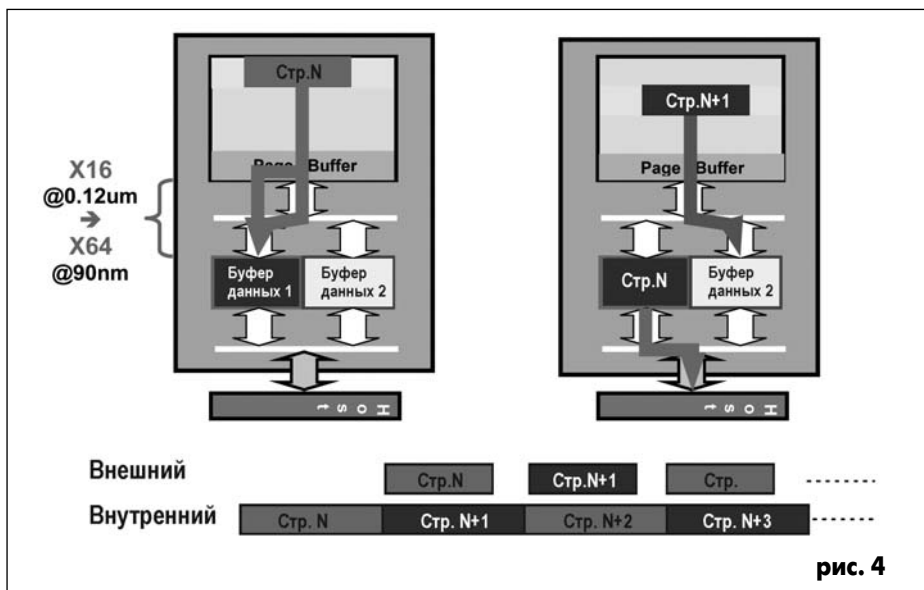 Стр.N
Page Buffer
X16
@0.12um
X64
@90nm
Буфер
данных 1
Буфер
данных 2
Host
Стр.N+1
Page Buffer
Стр.N
Буфер
данных 2
Host
Внешний
Стр.N
Стр.N+1
Стр.
Внутренний
Стр. N
Стр. N+1
Стр. N+2
Стр. N+3
рис. 4